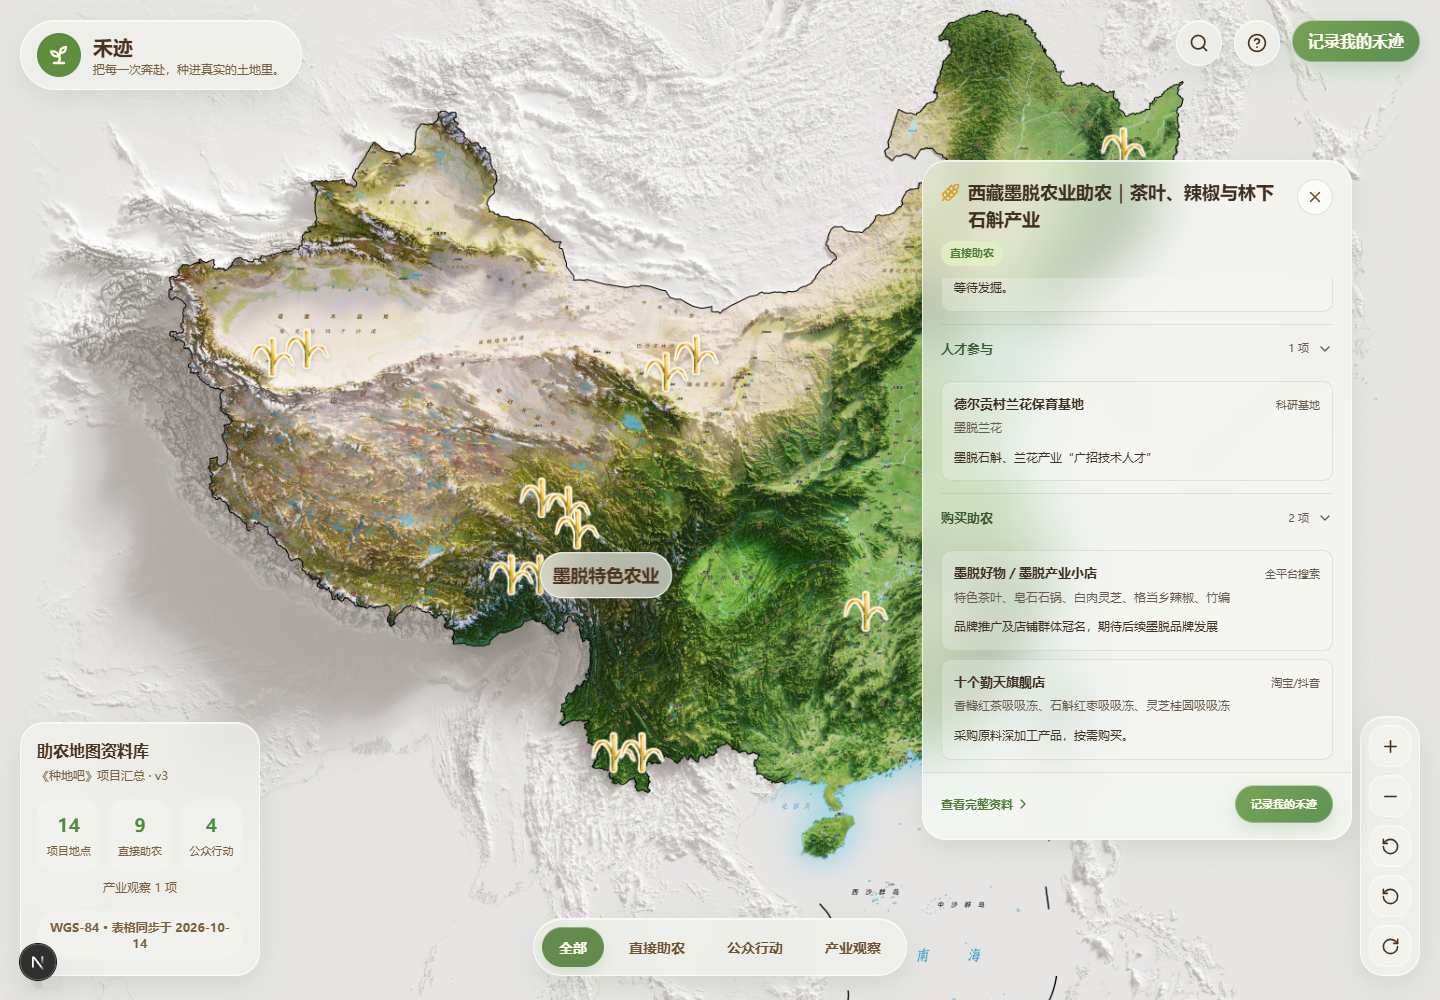 禾迹
把每一次奔赴，种进真实的土地里。
记录我的禾迹
西藏墨脱农业助农｜茶叶、辣椒与林下
石斛产业
直接助农
等待发掘。
人才参与
1 项
德尔贡村兰花保育基地
科研基地
墨脱兰花
墨脱石斛、兰花产业“广招技术人才”
购买助农
2 项
墨脱好物 / 墨脱产业小店
全平台搜索
特色茶叶、皂石石锅、白肉灵芝、格当乡辣椒、竹编
品牌推广及店铺群体冠名，期待后续墨脱品牌发展
十个勤天旗舰店
淘宝/抖音
香橼红茶吸吸冻、石斛红枣吸吸冻、灵芝桂圆吸吸冻
采购原料深加工产品，按需购买。
查看完整资料
记录我的禾迹
墨脱特色农业
助农地图资料库
《种地吧》项目汇总 · v3
14
项目地点
9
直接助农
4
公众行动
产业观察 1 项
WGS-84 • 表格同步于 2026-10-
14
N
全部
直接助农
公众行动
产业观察
西 沙 群 岛
中 沙 群 岛
南 海